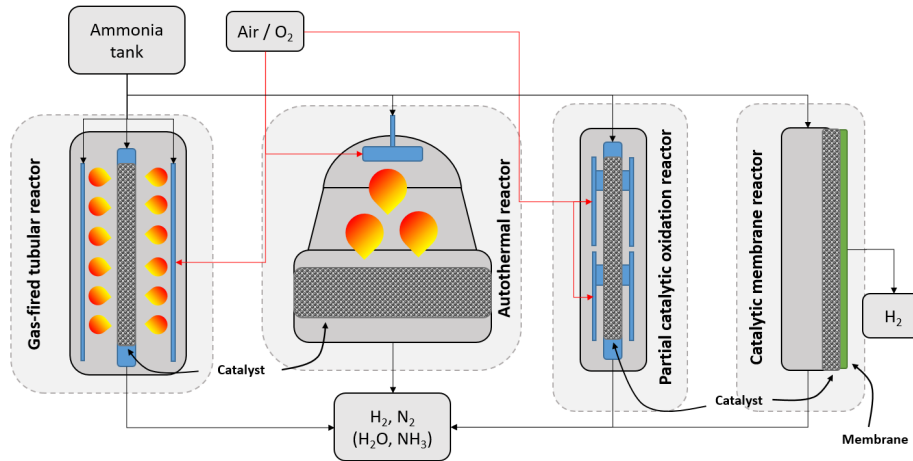 Ammonia
tank
Air / O₂
Gas-fired tubular reactor
Autothermal reactor
Partial catalytic oxidation reactor
Catalytic membrane reactor
H₂
Catalyst
Catalyst
H₂, N₂
(H₂O, NH₃)
Membrane